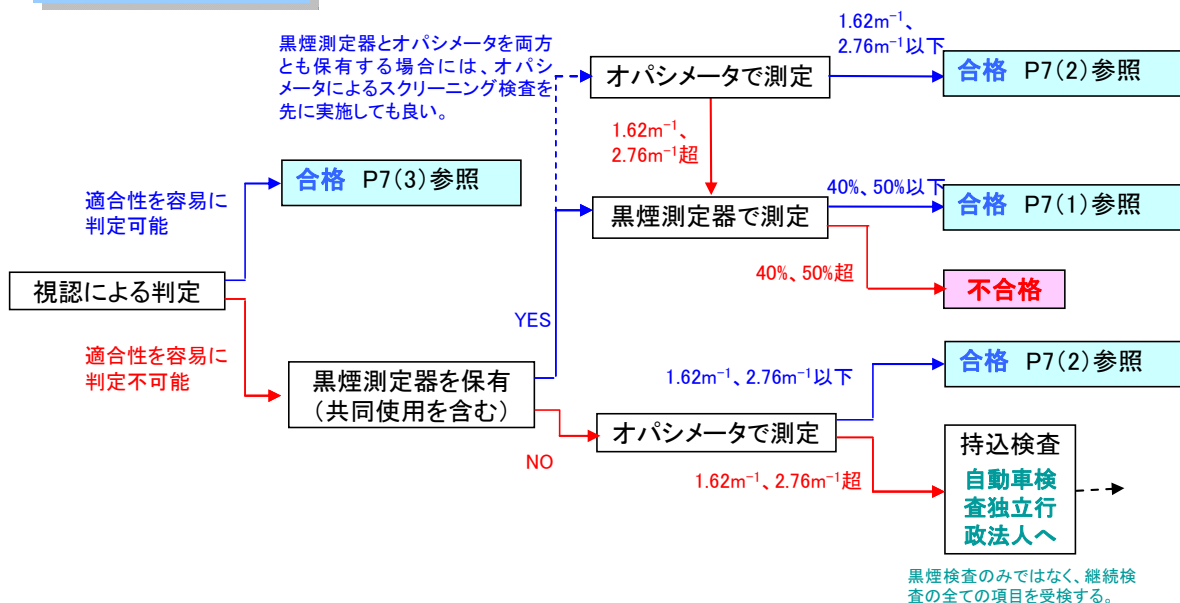 黒煙測定器とオパシメータを両方
とも保有する場合には、オパシ
メータによるスクリーニング検査を
先に実施しても良い。
オパシメータで測定
1.62m⁻¹、
2.76m⁻¹以下
合格 P7(2)参照
1.62m⁻¹、
2.76m⁻¹超
適合性を容易に
判定可能
合格 P7(3)参照
黒煙測定器で測定
40%、50%以下
合格 P7(1)参照
40%、50%超
不合格
視認による判定
YES
適合性を容易に
判定不可能
黒煙測定器を保有
(共同使用を含む)
1.62m⁻¹、2.76m⁻¹以下
合格 P7(2)参照
NO
オパシメータで測定
1.62m⁻¹、2.76m⁻¹超
持込検査
自動車検
査独立行
政法人へ
黒煙検査のみではなく、継続検
査の全ての項目を受検する。